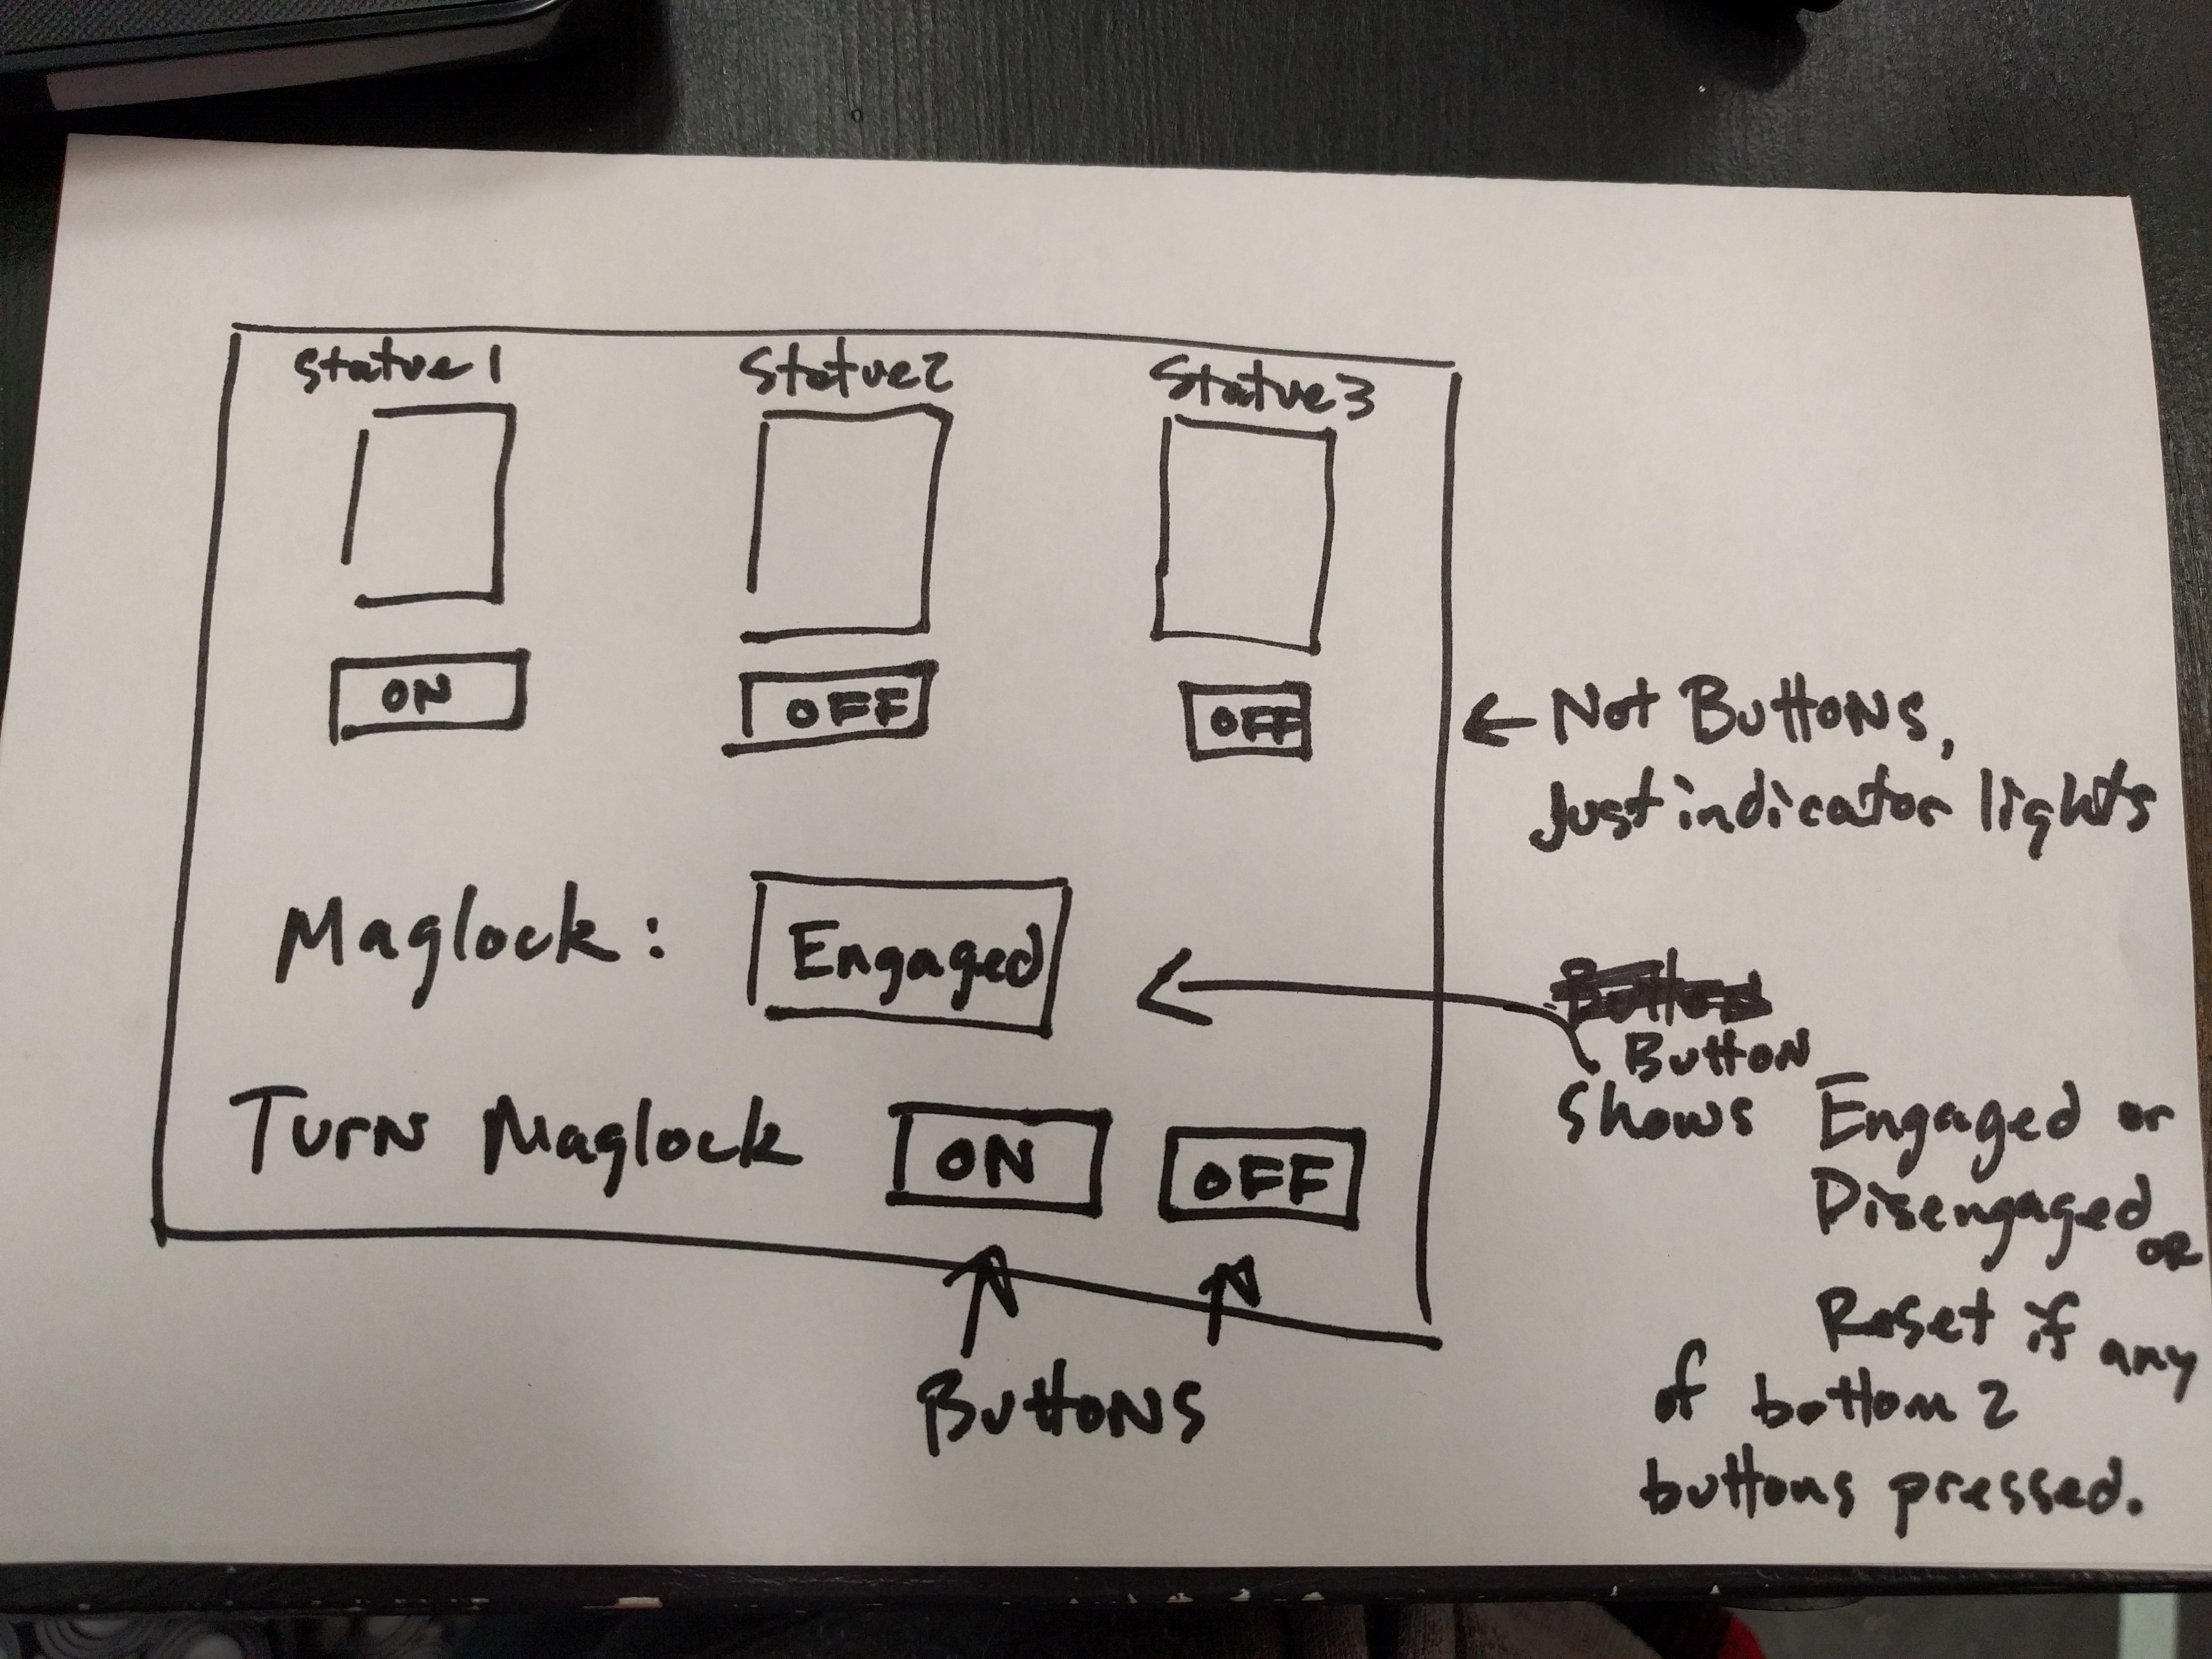 Statue1 Statue2 Statue3
ON OFF OFF
← Not Buttons,
Just indicator lights
Maglock: Engaged
Button
Shows Engaged or
Disengaged or
Reset if any
of bottom 2
buttons pressed.
Turn Maglock ON OFF
Buttons